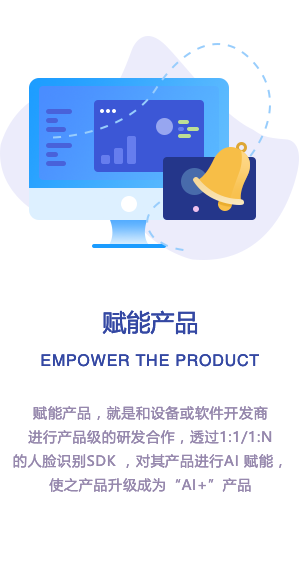 赋能产品
EMPOWER THE PRODUCT
赋能产品，就是和设备或软件开发商
进行产品级的研发合作，透过1:1/1:N
的人脸识别SDK ，对其产品进行AI 赋能，
使之产品升级成为“AI+”产品